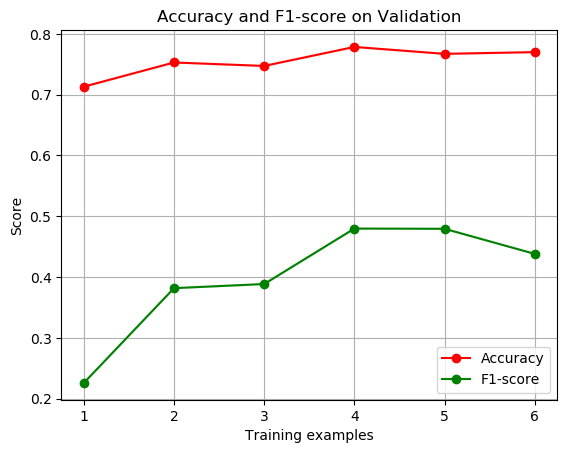 Accuracy and F1-score on Validation
0.8
0.7
0.6
0.5
0.4
0.3
0.2
Score
1 2 3 4 5 6
Training examples
Accuracy
F1-score